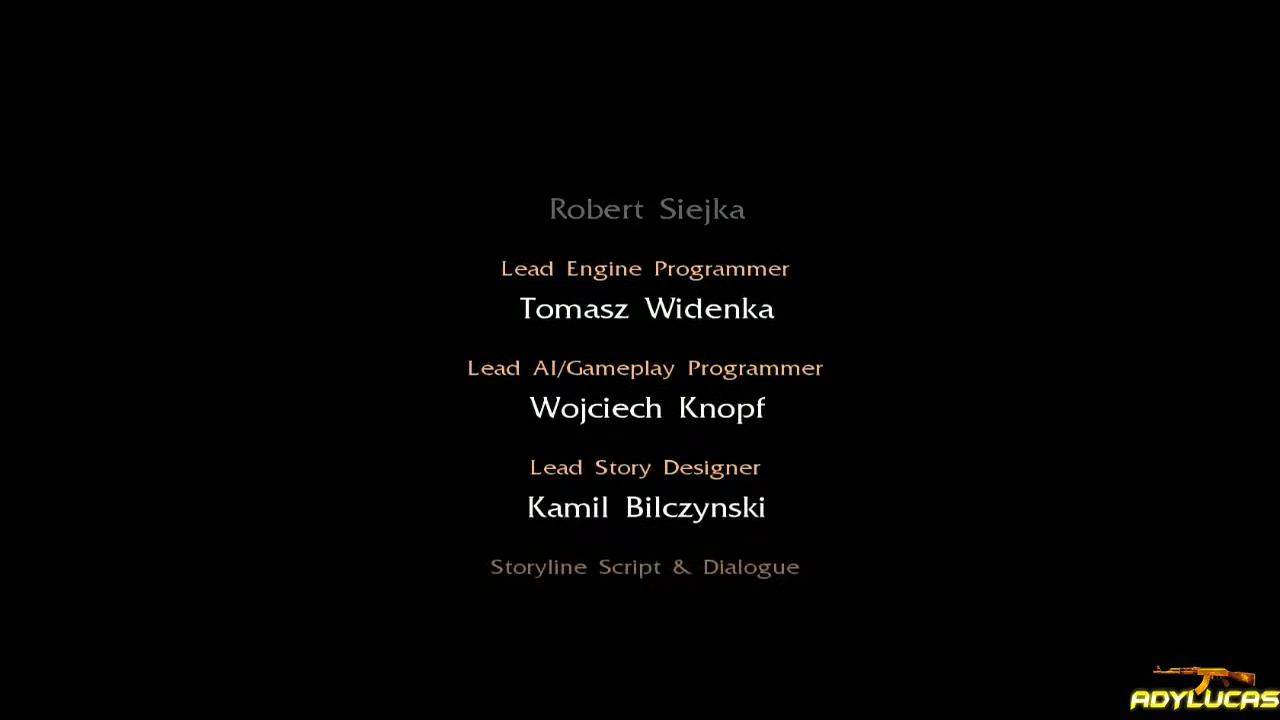 Robert Siejka
Lead Engine Programmer
Tomasz Widenka
Lead AI/Gameplay Programmer
Wojciech Knopf
Lead Story Designer
Kamil Bilczynski
Storyline Script & Dialogue
ADYLUCAS